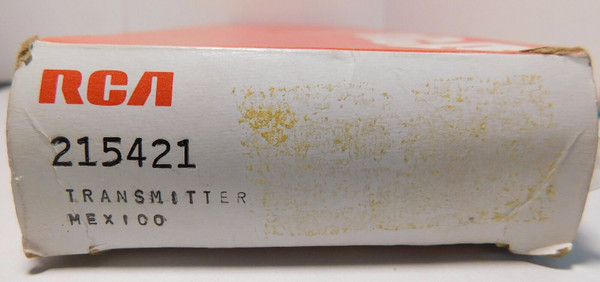 RCA
215421
TRANSMITTER
MEXICO